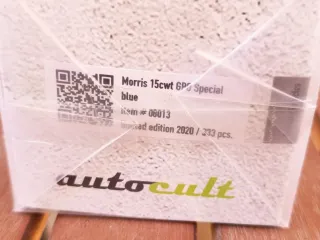 Morris 15cwt GPO Special
blue
Item # 06013
limited edition 2020 / 333 pcs.
autocult